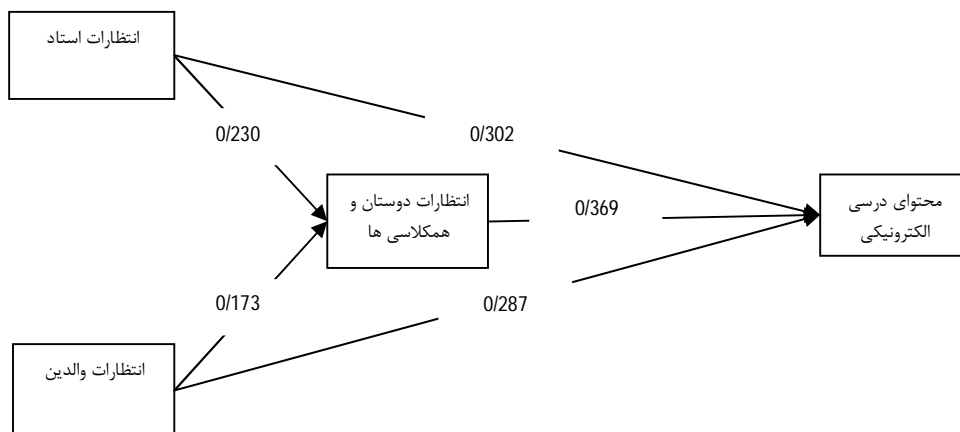 انتظارات استاد
0/230
0/302
انتظارات دوستان و
همکلاسی ها
0/369
محتوای درسی
الکترونیکی
0/173
0/287
انتظارات والدین